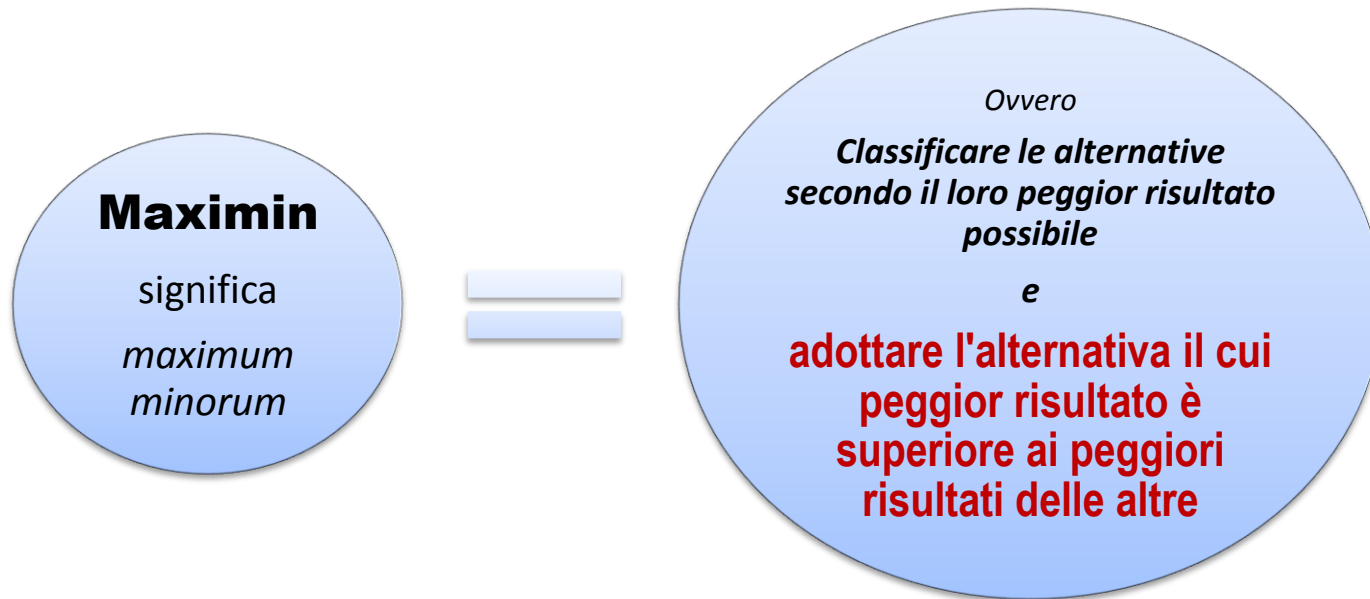 Maximin
significa
maximum
minorum
Ovvero
Classificare le alternative
secondo il loro peggior risultato
possibile
e
adottare l'alternativa il cui
peggior risultato è
superiore ai peggiori
risultati delle altre